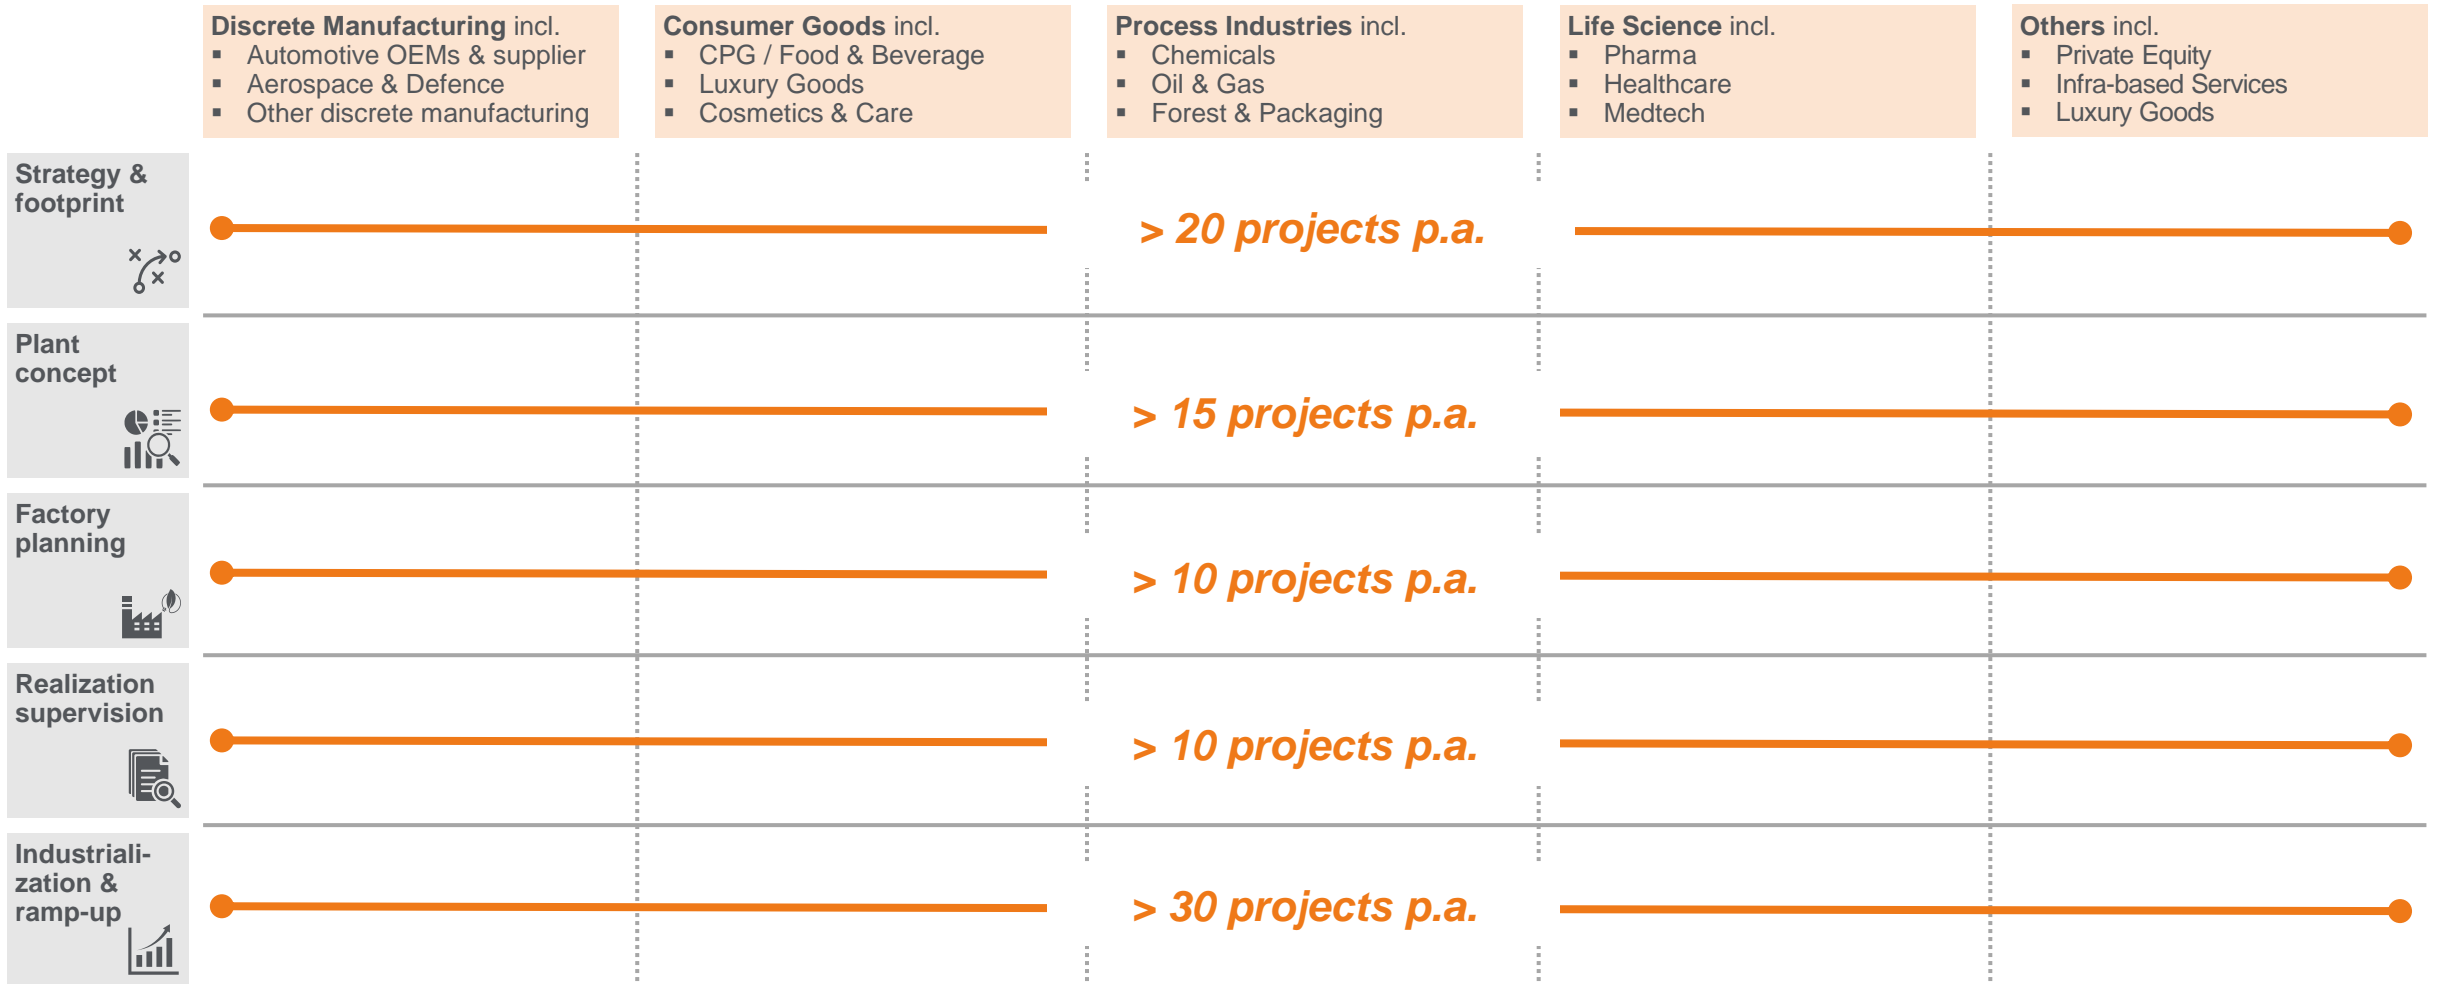 Discrete Manufacturing incl.
▪ Automotive OEMs & supplier
▪ Aerospace & Defence
▪ Other discrete manufacturing
Consumer Goods incl.
▪ CPG / Food & Beverage
▪ Luxury Goods
▪ Cosmetics & Care
Process Industries incl.
▪ Chemicals
▪ Oil & Gas
▪ Forest & Packaging
Life Science incl.
▪ Pharma
▪ Healthcare
▪ Medtech
Others incl.
▪ Private Equity
▪ Infra-based Services
▪ Luxury Goods
Strategy &
footprint
> 20 projects p.a.
Plant
concept
> 15 projects p.a.
Factory
planning
> 10 projects p.a.
Realization
supervision
> 10 projects p.a.
Industriali-
zation &
ramp-up
> 30 projects p.a.